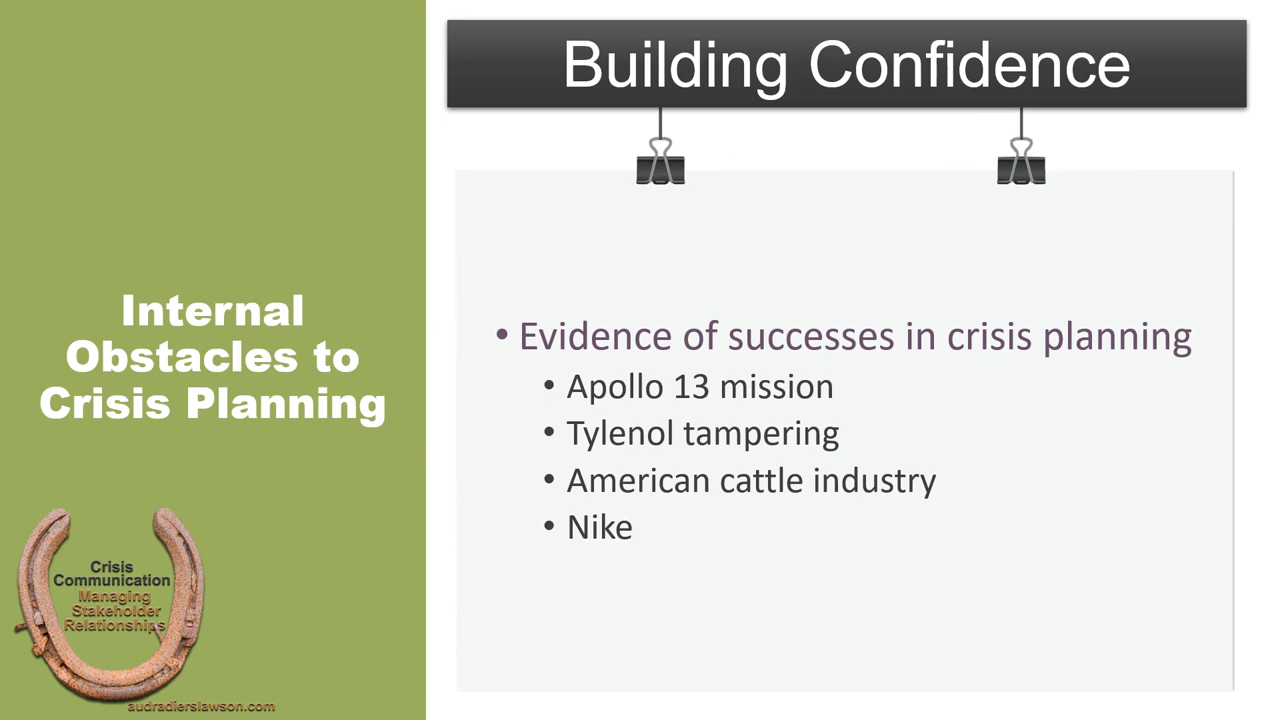 Building Confidence
Internal
Obstacles to
Crisis Planning
• Evidence of successes in crisis planning
• Apollo 13 mission
• Tylenol tampering
• American cattle industry
• Nike
Crisis
Communication
Managing
Stakeholder
Relationships
audradierslawson.com